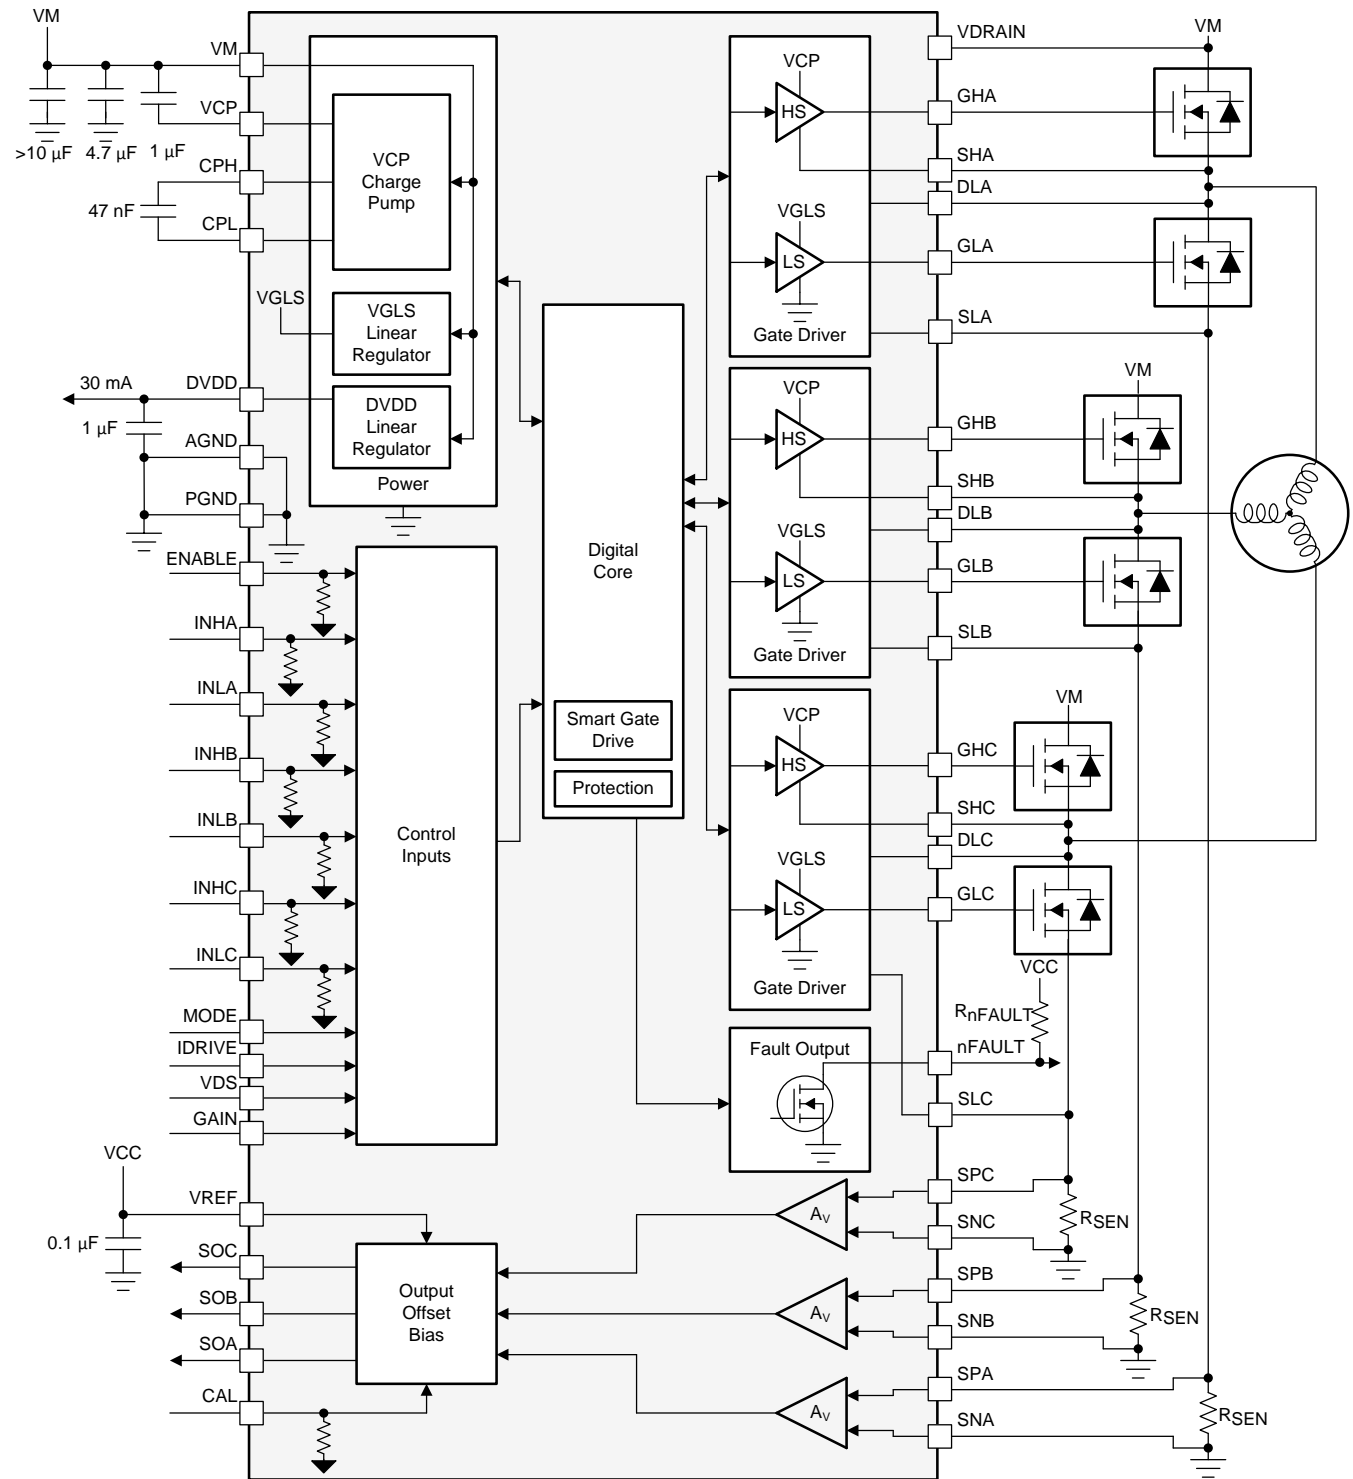 VM
VM
VCP
>10 µF
4.7 µF
1 µF
CPH
47 nF
CPL
VCP
Charge
Pump
VGLS
VGLS
Linear
Regulator
30 mA
DVDD
1 µF
DVDD
Linear
Regulator
AGND
Power
PGND
ENABLE
INHA
INLA
INHB
INLB
INHC
INLC
MODE
IDRIVE
VDS
GAIN
Control
Inputs
VCC
VREF
0.1 µF
SOC
SOB
SOA
CAL
Output
Offset
Bias
Digital
Core
Smart Gate
Drive
Protection
VCP
HS
VGLS
LS
Gate Driver
VCP
HS
VGLS
LS
Gate Driver
VCP
HS
VGLS
LS
Gate Driver
Fault Output
AV
AV
AV
VDRAIN
VM
GHA
SHA
DLA
GLA
SLA
VM
GHB
SHB
DLB
GLB
SLB
VM
GHC
SHC
DLC
GLC
VCC
RnFAULT
nFAULT
SLC
SPC
SNC
RSEN
SPB
SNB
RSEN
SPA
SNA
RSEN